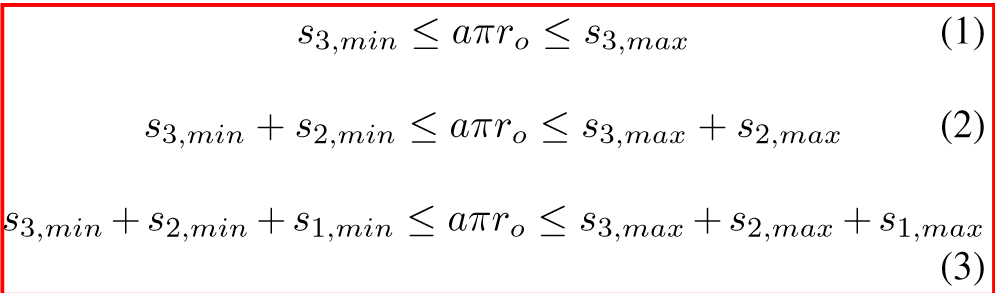 s_{3,min} ≤ aπr_o ≤ s_{3,max} (1)
s_{3,min} + s_{2,min} ≤ aπr_o ≤ s_{3,max} + s_{2,max} (2)
s_{3,min} + s_{2,min} + s_{1,min} ≤ aπr_o ≤ s_{3,max} + s_{2,max} + s_{1,max}
(3)